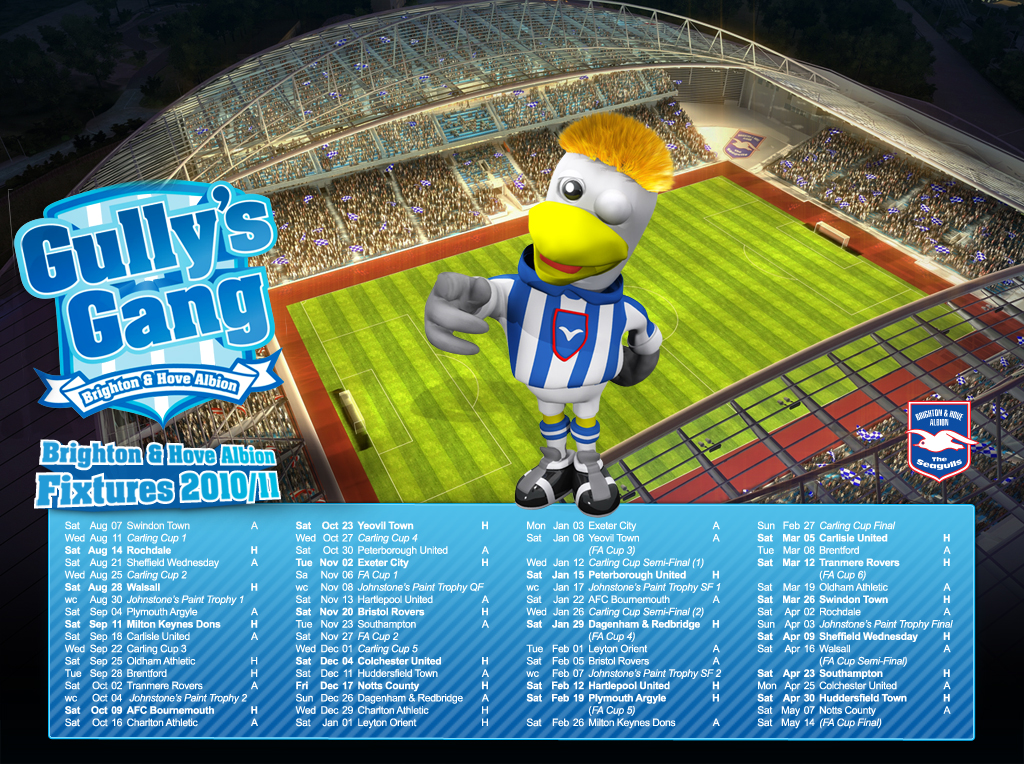 Gully's
Gang
Brighton & Hove Albion
BRIGHTON & HOVE
ALBION
The
Seagulls
Brighton & Hove Albion
Fixtures 2010/11
Sat Aug 07 Swindon Town A
Wed Aug 11 Carling Cup 1
Sat Aug 14 Rochdale H
Sat Aug 21 Sheffield Wednesday A
Wed Aug 25 Carling Cup 2
Sat Aug 28 Walsall H
wc Aug 30 Johnstone's Paint Trophy 1
Sat Sep 04 Plymouth Argyle A
Sat Sep 11 Milton Keynes Dons H
Sat Sep 18 Carlisle United A
Wed Sep 22 Carling Cup 3
Sat Sep 25 Oldham Athletic H
Tue Sep 28 Brentford H
Sat Oct 02 Tranmere Rovers A
wc Oct 04 Johnstone's Paint Trophy 2
Sat Oct 09 AFC Bournemouth H
Sat Oct 16 Charlton Athletic A
Sat Oct 23 Yeovil Town H
Wed Oct 27 Carling Cup 4
Sat Oct 30 Peterborough United A
Tue Nov 02 Exeter City H
Sa Nov 06 FA Cup 1
wc Nov 08 Johnstone's Paint Trophy QF
Sat Nov 13 Hartlepool United A
Sat Nov 20 Bristol Rovers H
Tue Nov 23 Southampton A
Sat Nov 27 FA Cup 2
Wed Dec 01 Carling Cup 5
Sat Dec 04 Colchester United H
Sat Dec 11 Huddersfield Town A
Fri Dec 17 Notts County H
Sun Dec 26 Dagenham & Redbridge A
Wed Dec 29 Charlton Athletic H
Sat Jan 01 Leyton Orient H
Mon Jan 03 Exeter City A
Sat Jan 08 Yeovil Town A
(FA Cup 3)
Wed Jan 12 Carling Cup Semi-Final (1)
Sat Jan 15 Peterborough United H
wc Jan 17 Johnstone's Paint Trophy SF 1
Sat Jan 22 AFC Bournemouth A
Wed Jan 26 Carling Cup Semi-Final (2)
Sat Jan 29 Dagenham & Redbridge H
(FA Cup 4)
Tue Feb 01 Leyton Orient A
Sat Feb 05 Bristol Rovers A
wc Feb 07 Johnstone's Paint Trophy SF 2
Sat Feb 12 Hartlepool United H
Sat Feb 19 Plymouth Argyle H
(FA Cup 5)
Sat Feb 26 Milton Keynes Dons A
Sun Feb 27 Carling Cup Final
Sat Mar 05 Carlisle United H
Tue Mar 08 Brentford A
Sat Mar 12 Tranmere Rovers H
(FA Cup 6)
Sat Mar 19 Oldham Athletic A
Sat Mar 26 Swindon Town H
Sat Apr 02 Rochdale A
Sun Apr 03 Johnstone's Paint Trophy Final
Sat Apr 09 Sheffield Wednesday H
Sat Apr 16 Walsall A
(FA Cup Semi-Final)
Sat Apr 23 Southampton H
Mon Apr 25 Colchester United A
Sat Apr 30 Huddersfield Town H
Sat May 07 Notts County A
Sat May 14 (FA Cup Final)